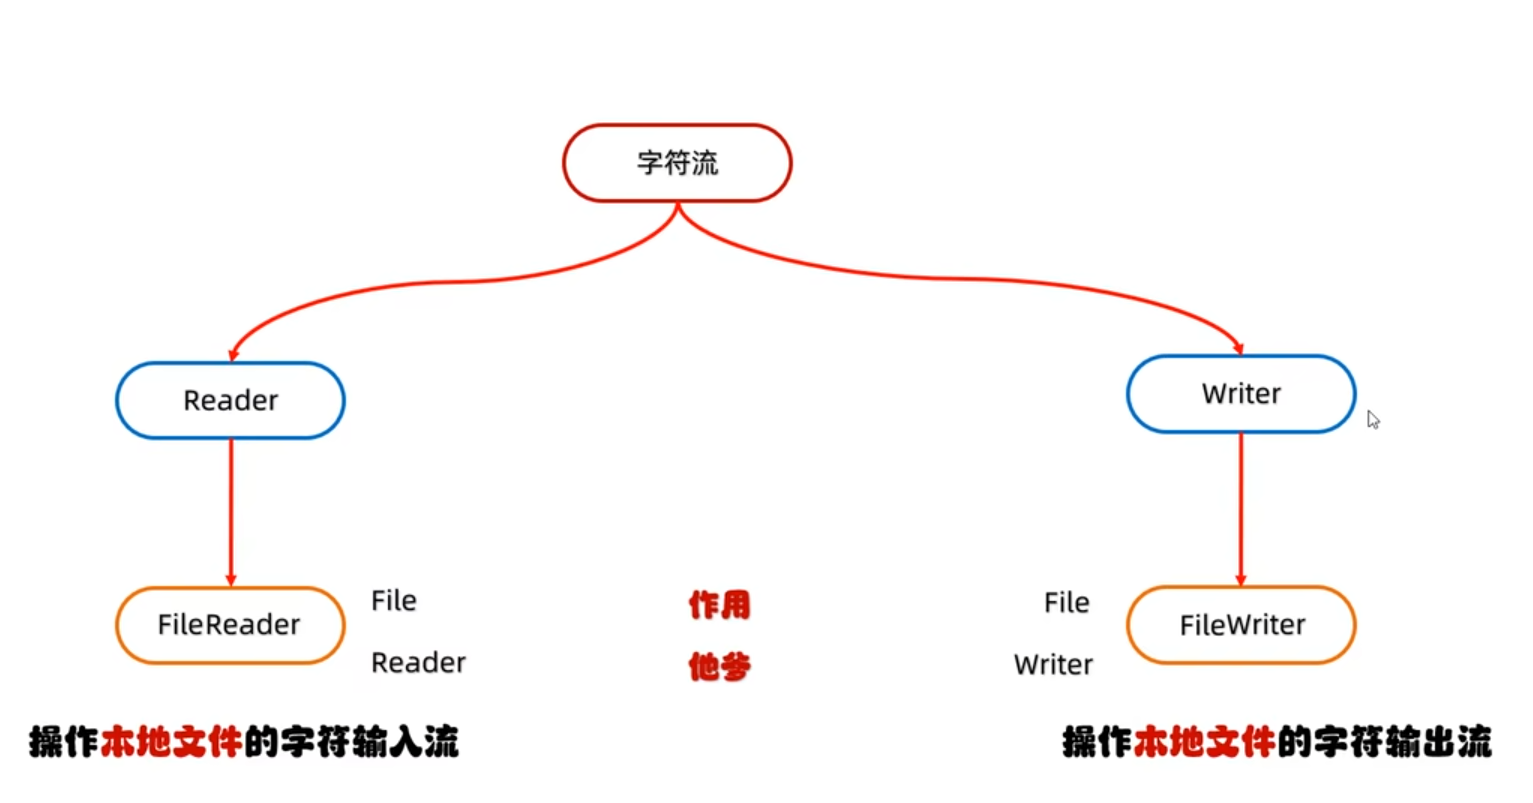 字符流
Reader
Writer
FileReader
File
作用
File
FileWriter
Reader
他爹
Writer
操作本地文件的字符输入流
操作本地文件的字符输出流